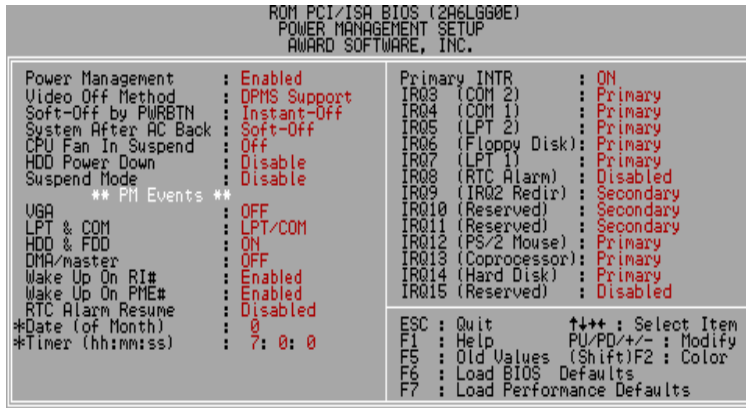 ROM PCI/ISA BIOS (2A6LGG0E)
POWER MANAGEMENT SETUP
AWARD SOFTWARE, INC.
Power Management : Enabled
Video Off Method : DPMS Support
Soft-Off by PWRBTN : Instant-Off
System After AC Back : Soft-Off
CPU Fan In Suspend : Off
HDD Power Down : Disable
Suspend Mode : Disable
** PM Events **
VGA : OFF
LPT & COM : LPT/COM
HDD & FDD : ON
DMA/master : OFF
Wake Up On RI# : Enabled
Wake Up On PME# : Enabled
RTC Alarm Resume : Disabled
*Date (of Month) : 0
*Timer (hh:mm:ss) : 7: 0: 0
Primary INTR : ON
IRQ3 (COM 2) : Primary
IRQ4 (COM 1) : Primary
IRQ5 (LPT 2) : Primary
IRQ6 (Floppy Disk): Primary
IRQ7 (LPT 1) : Primary
IRQ8 (RTC Alarm) : Disabled
IRQ9 (IRQ2 Redir) : Secondary
IRQ10 (Reserved) : Secondary
IRQ11 (Reserved) : Secondary
IRQ12 (PS/2 Mouse) : Primary
IRQ13 (Coprocessor): Primary
IRQ14 (Hard Disk) : Primary
IRQ15 (Reserved) : Disabled
ESC : Quit ↑↓→← : Select Item
F1 : Help PU/PD/+/- : Modify
F5 : Old Values (Shift)F2 : Color
F6 : Load BIOS Defaults
F7 : Load Performance Defaults